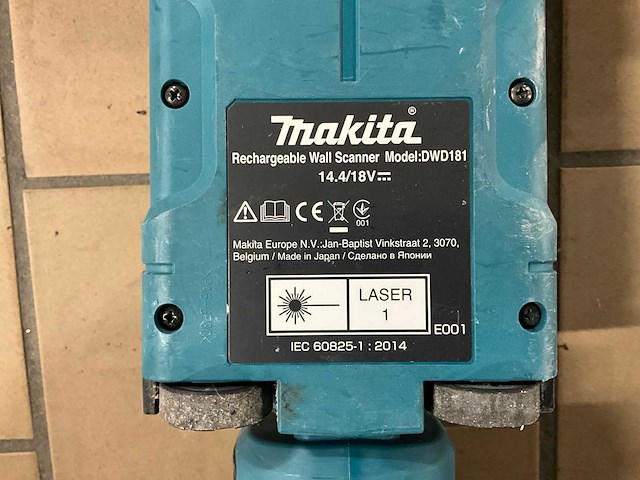 makita®
Rechargeable Wall Scanner Model:DWD181
14.4/18V
CE
001
Makita Europe N.V.:Jan-Baptist Vinkstraat 2, 3070,
Belgium / Made in Japan / Сделано в Японии
LASER
1
E001
IEC 60825-1 : 2014